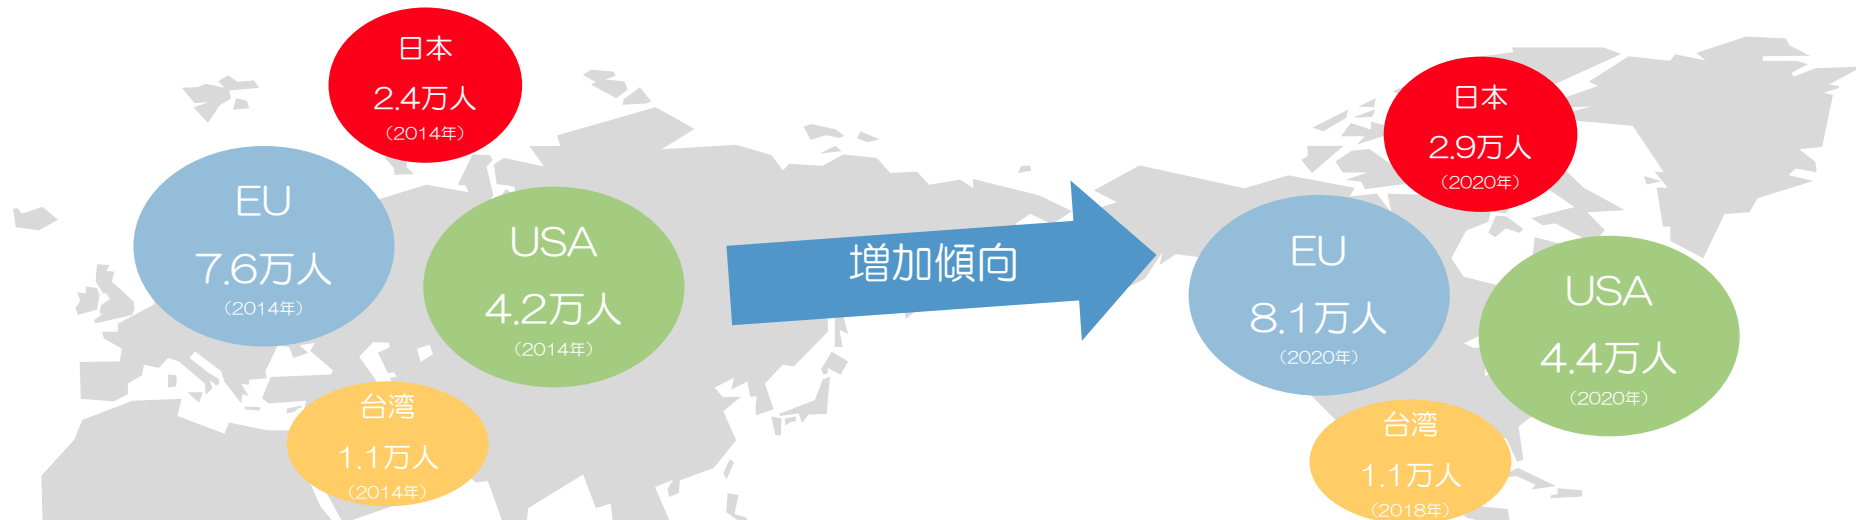 日本
2.4万人
（2014年）
EU
7.6万人
（2014年）
USA
4.2万人
（2014年）
台湾
1.1万人
（2014年）
増加傾向
日本
2.9万人
（2020年）
EU
8.1万人
（2020年）
USA
4.4万人
（2020年）
台湾
1.1万人
（2018年）